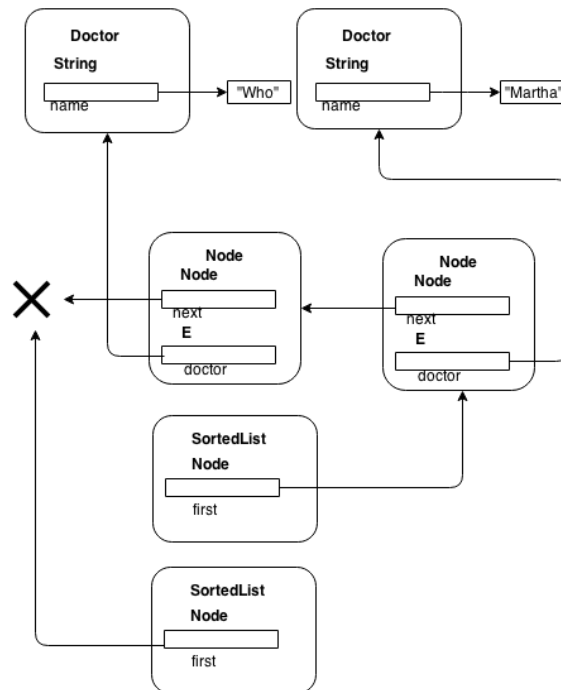 Doctor
String
name
"Who"
Doctor
String
name
"Martha"
Node
Node
next
E
doctor
Node
Node
next
E
doctor
SortedList
Node
first
SortedList
Node
first